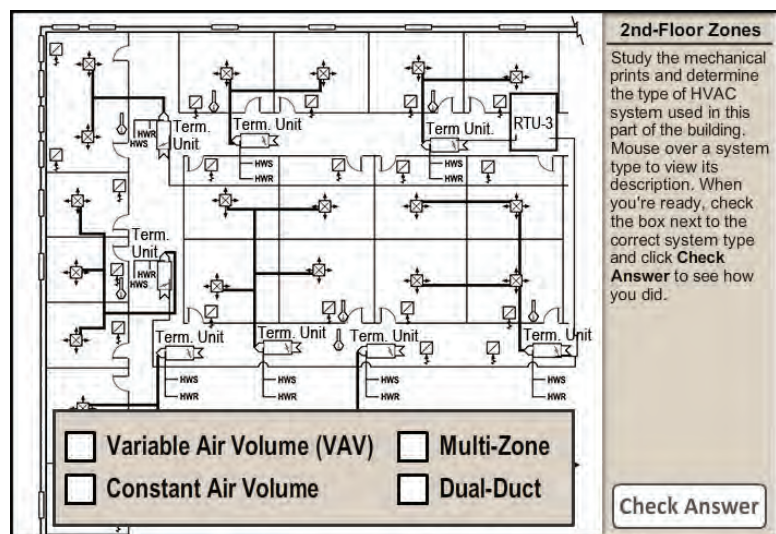 2nd-Floor Zones
Study the mechanical
prints and determine
the type of HVAC
system used in this
part of the building.
Mouse over a system
type to view its
description. When
you're ready, check
the box next to the
correct system type
and click Check
Answer to see how
you did.
Check Answer
RTU-3
Term.
Unit
HWR
HWS
Term. Unit
HWS
HWR
Term. Unit.
HWS
HWR
Term.
Unit
HWR
HWS
Term. Unit
HWS
HWR
Term. Unit
HWS
HWR
Term. Unit
HWS
HWR
Term. Unit
HWS
HWR
Variable Air Volume (VAV)
Multi-Zone
Constant Air Volume
Dual-Duct